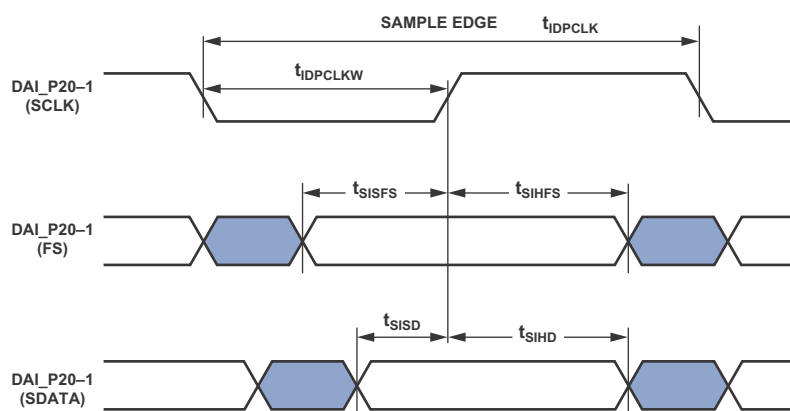 SAMPLE EDGE
tIDPCLK
tIDPCLKW
DAI_P20–1
(SCLK)
tSISFS
tSIHFS
DAI_P20–1
(FS)
tSISD
tSIHD
DAI_P20–1
(SDATA)